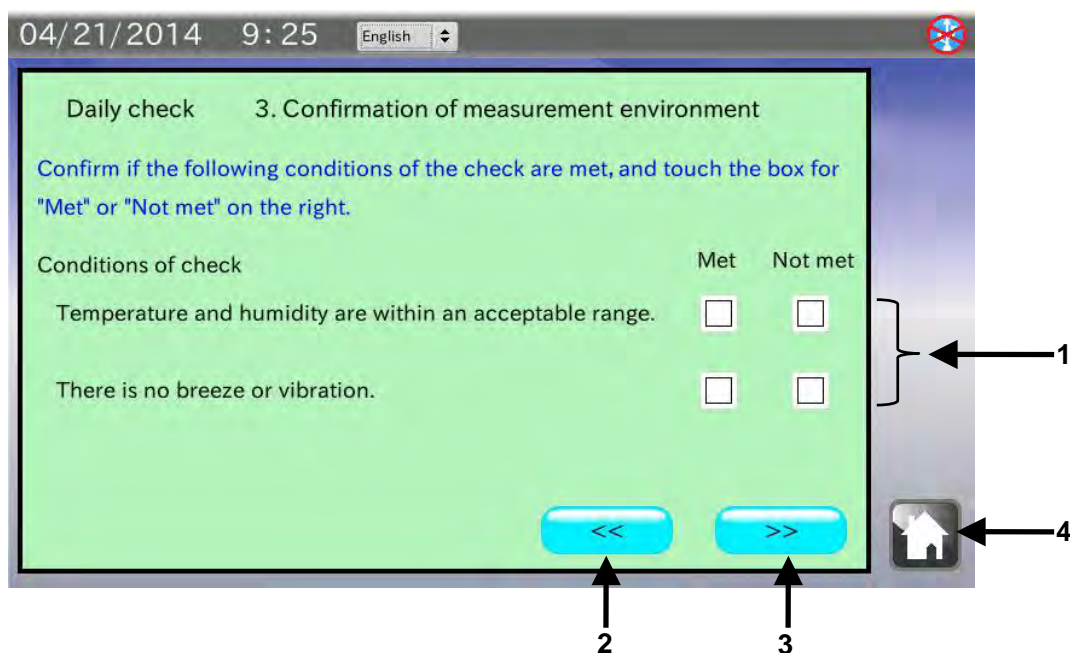 04/21/2014 9:25 English
Daily check 3. Confirmation of measurement environment
Confirm if the following conditions of the check are met, and touch the box for
"Met" or "Not met" on the right.
Conditions of check Met Not met
Temperature and humidity are within an acceptable range.
1
There is no breeze or vibration.
<< >>
4
2 3